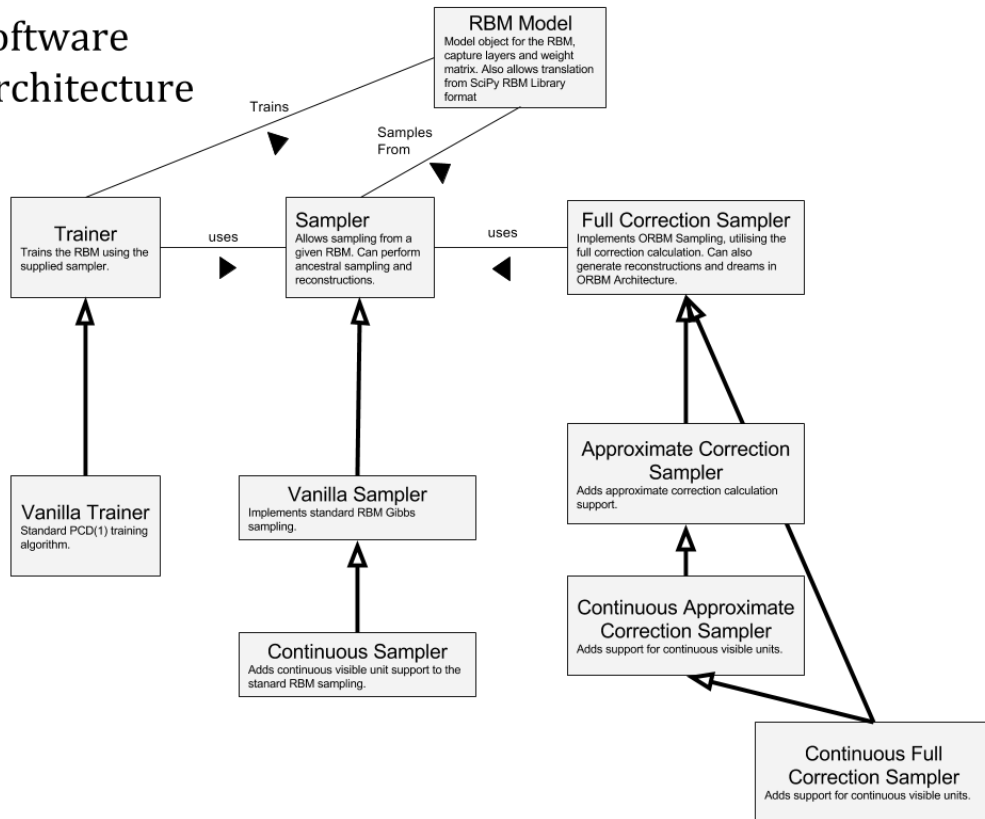 oftware
rchitecture
RBM Model
Model object for the RBM,
capture layers and weight
matrix. Also allows translation
from SciPy RBM Library
format
Trains
Samples
From
Trainer
Trains the RBM using the
supplied sampler.
uses
Sampler
Allows sampling from a
given RBM. Can perform
ancestral sampling and
reconstructions.
uses
Full Correction Sampler
Implements ORBM Sampling, utilising the
full correction calculation. Can also
generate reconstructions and dreams in
ORBM Architecture.
Vanilla Trainer
Standard PCD(1) training
algorithm.
Vanilla Sampler
Implements standard RBM Gibbs
sampling.
Approximate Correction
Sampler
Adds approximate correction calculation
support.
Continuous Sampler
Adds continuous visible unit support to the
stanard RBM sampling.
Continuous Approximate
Correction Sampler
Adds support for continuous visible units.
Continuous Full
Correction Sampler
Adds support for continuous visible units.